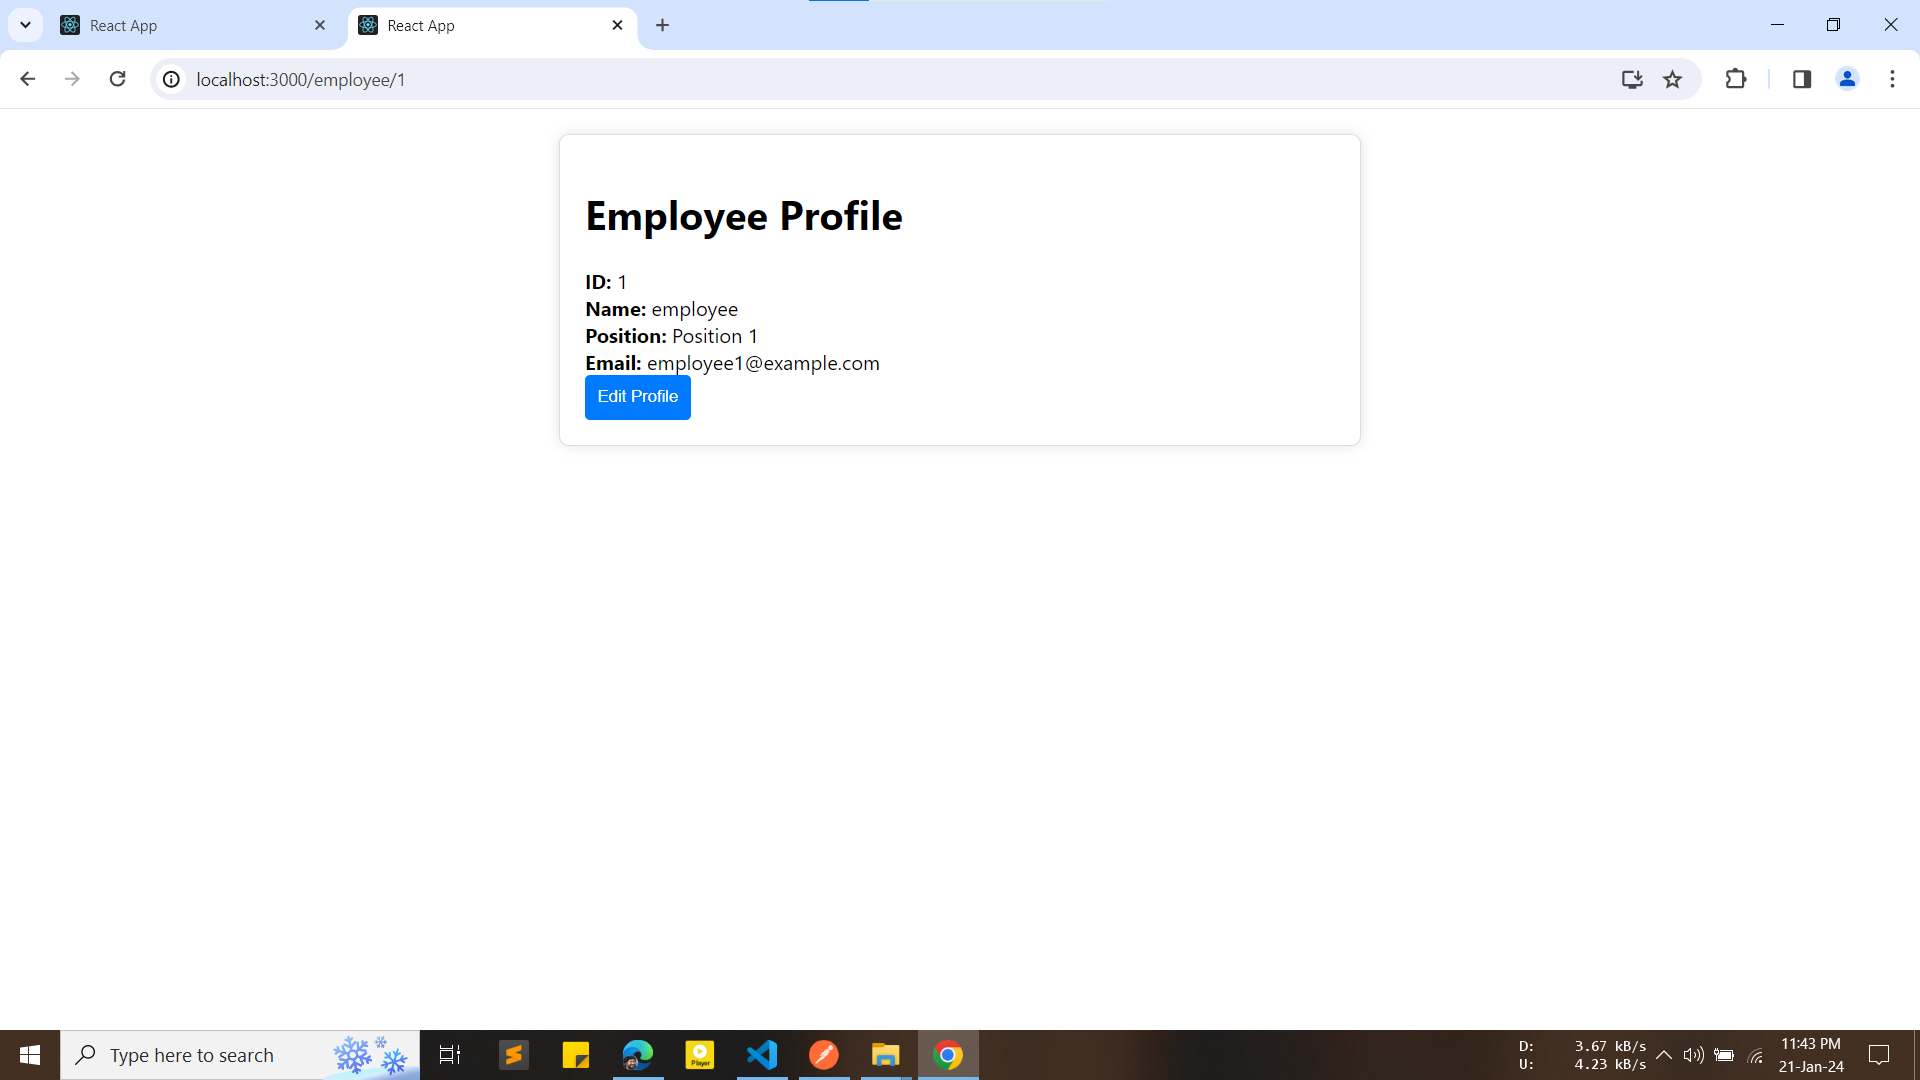 React App
React App
localhost:3000/employee/1
Employee Profile
ID: 1
Name: employee
Position: Position 1
Email: employee1@example.com
Edit Profile
Type here to search
Player
D: 3.67 kB/s
U: 4.23 kB/s
11:43 PM
21-Jan-24